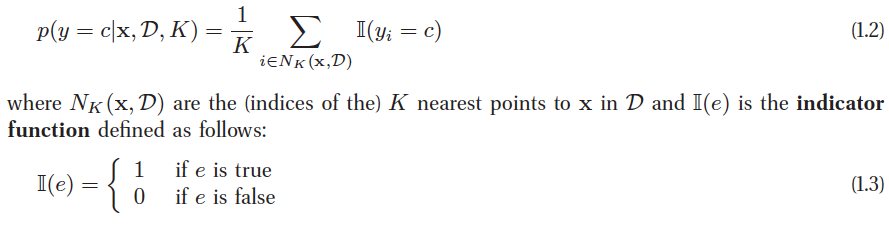 p(y = c|x, D, K) = 1/K ∑_{i∈N_K(x,D)} 𝕀(y_i = c) (1.2)
where N_K(x, D) are the (indices of the) K nearest points to x in D and 𝕀(e) is the indicator
function defined as follows:
𝕀(e) = { 1 if e is true
0 if e is false (1.3)